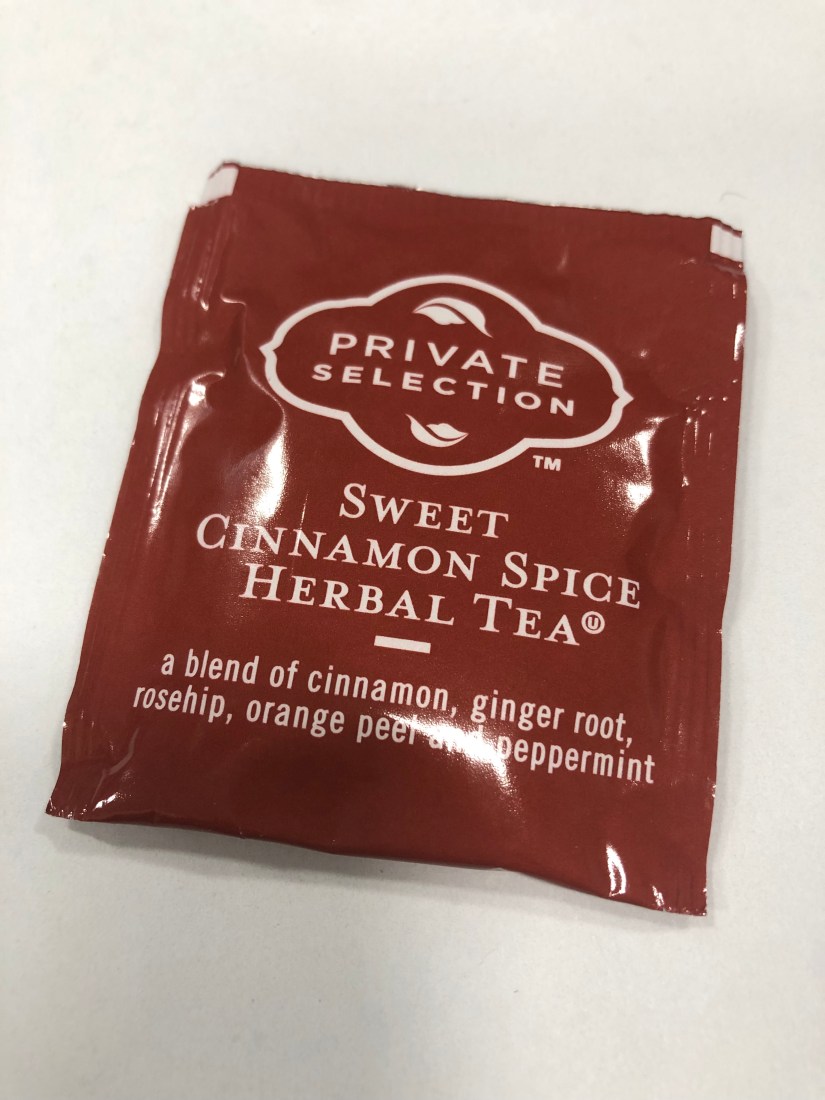 PRIVATE
SELECTION
™
SWEET
CINNAMON SPICE
HERBAL TEA Ⓤ
a blend of cinnamon, ginger root,
rosehip, orange peel and peppermint